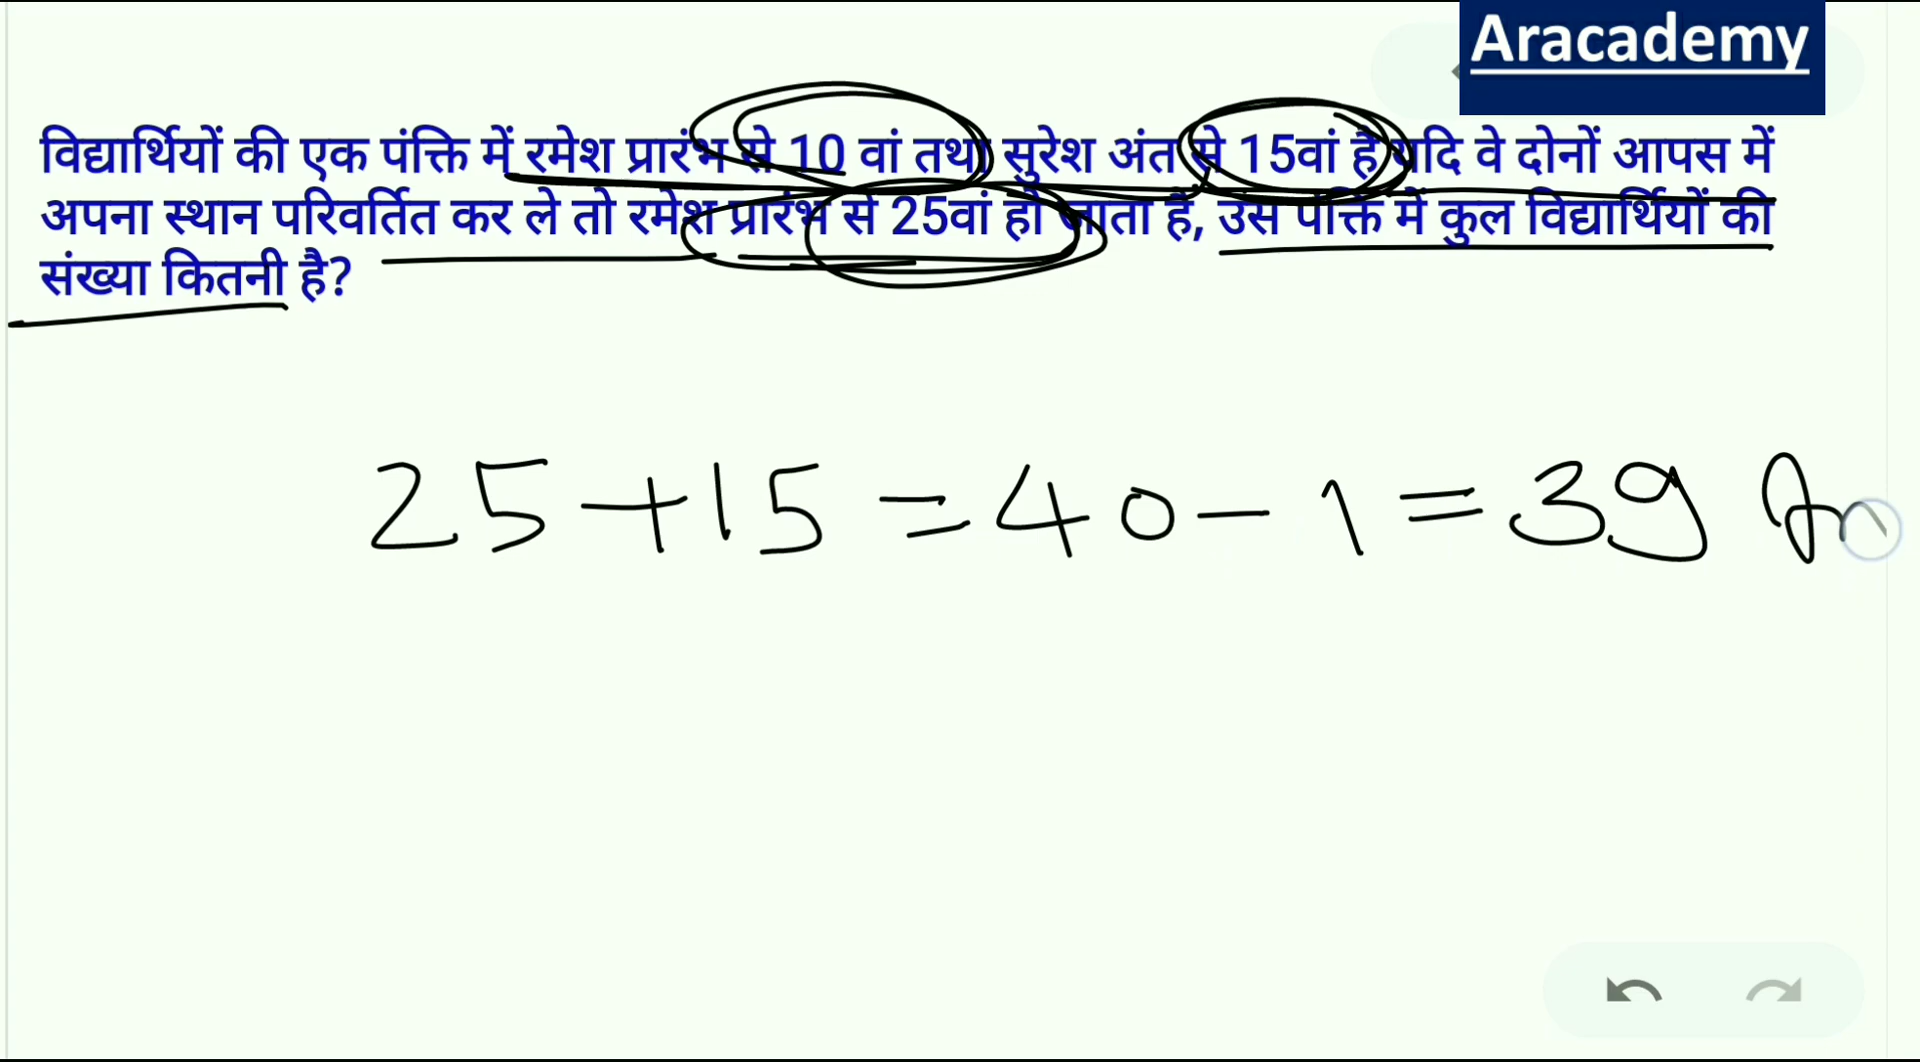 Aracademy
विद्यार्थियों की एक पंक्ति में रमेश प्रारंभ से 10 वां तथा सुरेश अंत से 15वां है यदि वे दोनों आपस में
अपना स्थान परिवर्तित कर ले तो रमेश प्रारंभ से 25वां हो जाता है, उस पंक्ति में कुल विद्यार्थियों की
संख्या कितनी है?
25+15=40-1=39